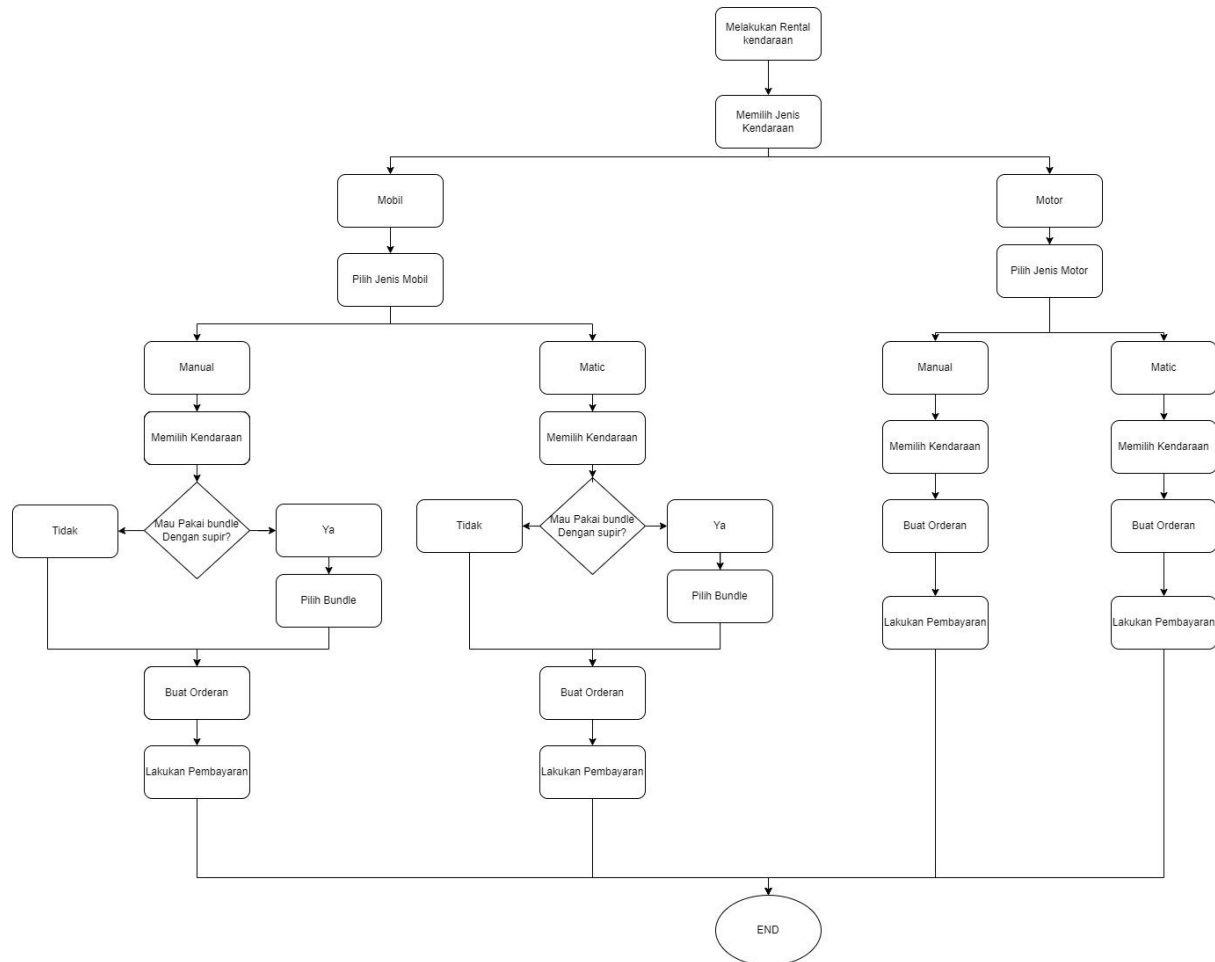 Melakukan Rental
kendaraan
Memilih Jenis
Kendaraan
Mobil
Motor
Pilih Jenis Mobil
Pilih Jenis Motor
Manual
Matic
Manual
Matic
Memilih Kendaraan
Memilih Kendaraan
Memilih Kendaraan
Memilih Kendaraan
Tidak
Mau Pakai bundle
Dengan supir?
Ya
Tidak
Mau Pakai bundle
Dengan supir?
Ya
Buat Orderan
Buat Orderan
Pilih Bundle
Pilih Bundle
Lakukan Pembayaran
Lakukan Pembayaran
Buat Orderan
Buat Orderan
Lakukan Pembayaran
Lakukan Pembayaran
END